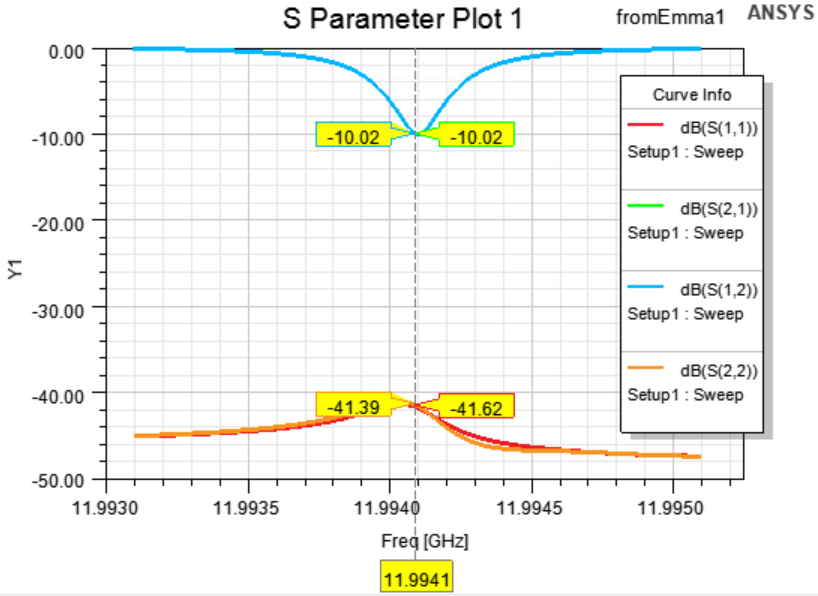 S Parameter Plot 1
fromEmma1
ANSYS
0.00
-10.00
-20.00
-30.00
-40.00
-50.00
Y1
-10.02
-10.02
-41.39
-41.62
Curve Info
dB(S(1,1))
Setup1 : Sweep
dB(S(2,1))
Setup1 : Sweep
dB(S(1,2))
Setup1 : Sweep
dB(S(2,2))
Setup1 : Sweep
11.9930
11.9935
11.9940
11.9945
11.9950
Freq [GHz]
11.9941